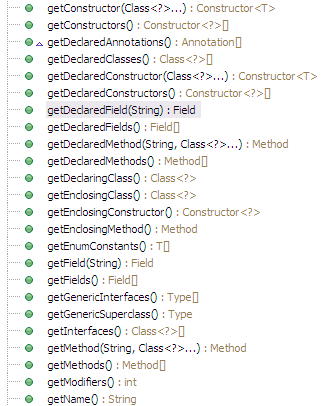 getConstructor(Class<?>...) : Constructor<T>
getConstructors() : Constructor<?>[]
getDeclaredAnnotations() : Annotation[]
getDeclaredClasses() : Class<?>[]
getDeclaredConstructor(Class<?>...) : Constructor<T>
getDeclaredConstructors() : Constructor<?>[]
getDeclaredField(String) : Field
getDeclaredFields() : Field[]
getDeclaredMethod(String, Class<?>...) : Method
getDeclaredMethods() : Method[]
getDeclaringClass() : Class<?>
getEnclosingClass() : Class<?>
getEnclosingConstructor() : Constructor<?>
getEnclosingMethod() : Method
getEnumConstants() : T[]
getField(String) : Field
getFields() : Field[]
getGenericInterfaces() : Type[]
getGenericSuperclass() : Type
getInterfaces() : Class<?>[]
getMethod(String, Class<?>...) : Method
getMethods() : Method[]
getModifiers() : int
getName() : String